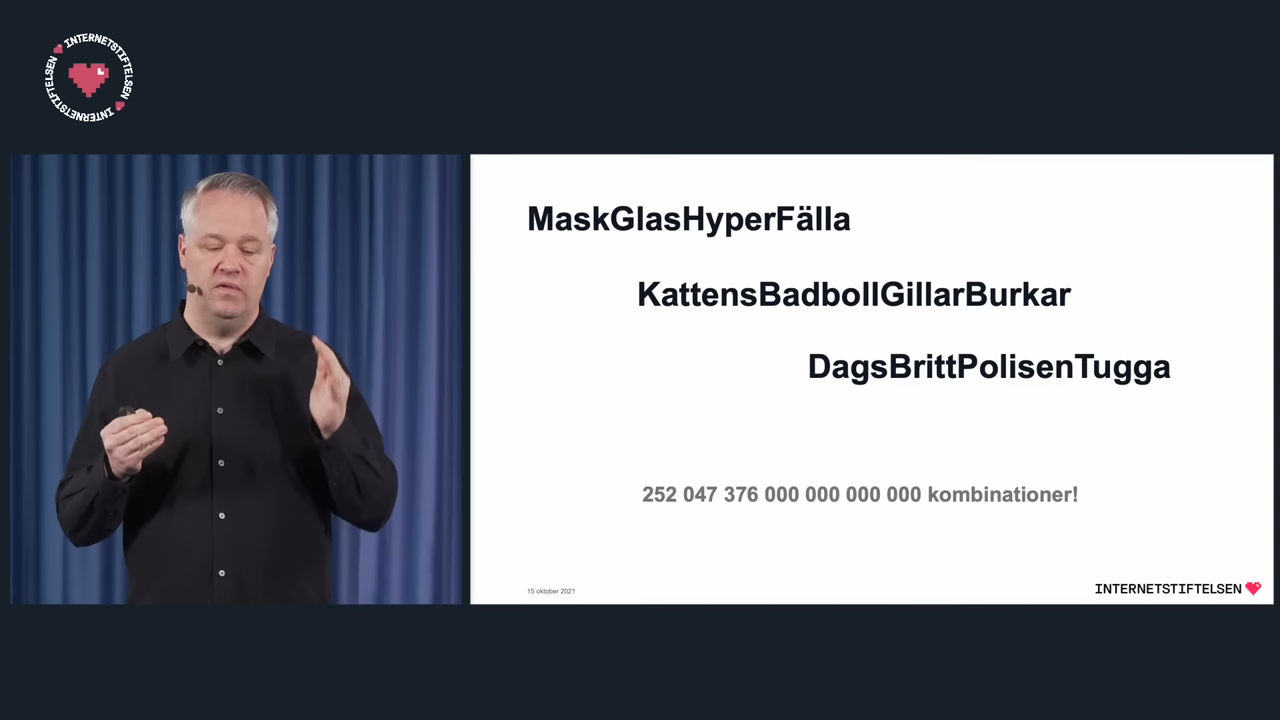 INTERNETSTIFTELSEN
INTERNETSTIFTELSEN
MaskGlasHyperFälla
KattensBadbollGillarBurkar
DagsBrittPolisenTugga
252 047 376 000 000 000 000 kombinationer!
15 oktober 2021
INTERNETSTIFTELSEN